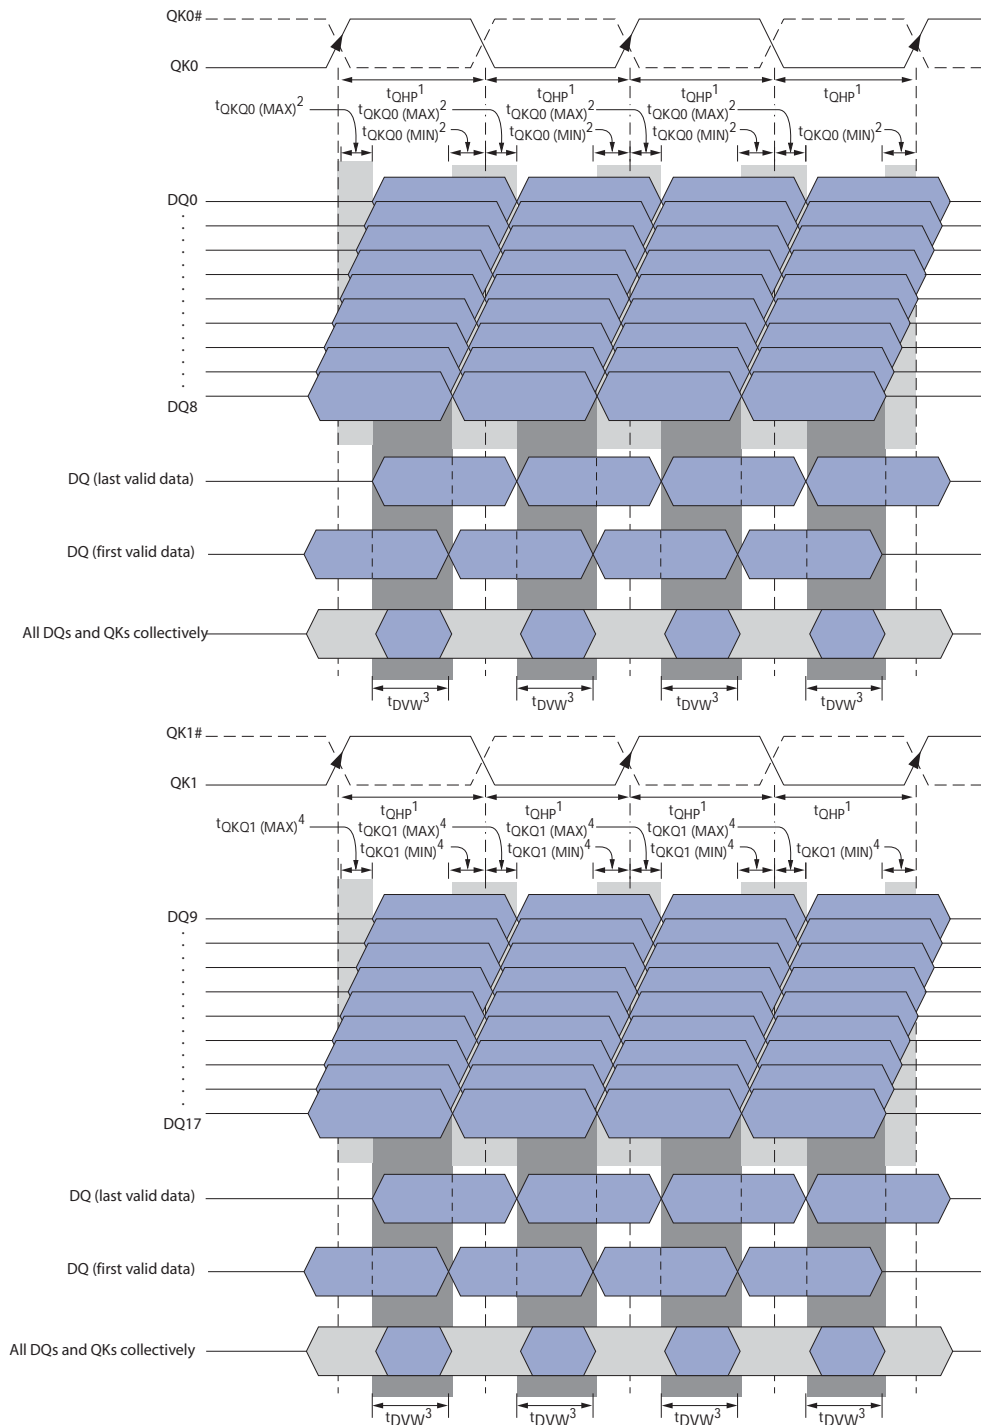 QK0#
QK0
tQHP1 tQHP1 tQHP1 tQHP1
tQKQ0 (MAX)2 tQKQ0 (MAX)2 tQKQ0 (MAX)2 tQKQ0 (MAX)2
tQKQ0 (MIN)2 tQKQ0 (MIN)2 tQKQ0 (MIN)2 tQKQ0 (MIN)2
DQ0
DQ8
DQ (last valid data)
DQ (first valid data)
All DQs and QKs collectively
tDVW3 tDVW3 tDVW3 tDVW3
QK1#
QK1
tQHP1 tQHP1 tQHP1 tQHP1
tQKQ1 (MAX)4 tQKQ1 (MAX)4 tQKQ1 (MAX)4 tQKQ1 (MAX)4
tQKQ1 (MIN)4 tQKQ1 (MIN)4 tQKQ1 (MIN)4 tQKQ1 (MIN)4
DQ9
DQ17
DQ (last valid data)
DQ (first valid data)
All DQs and QKs collectively
tDVW3 tDVW3 tDVW3 tDVW3